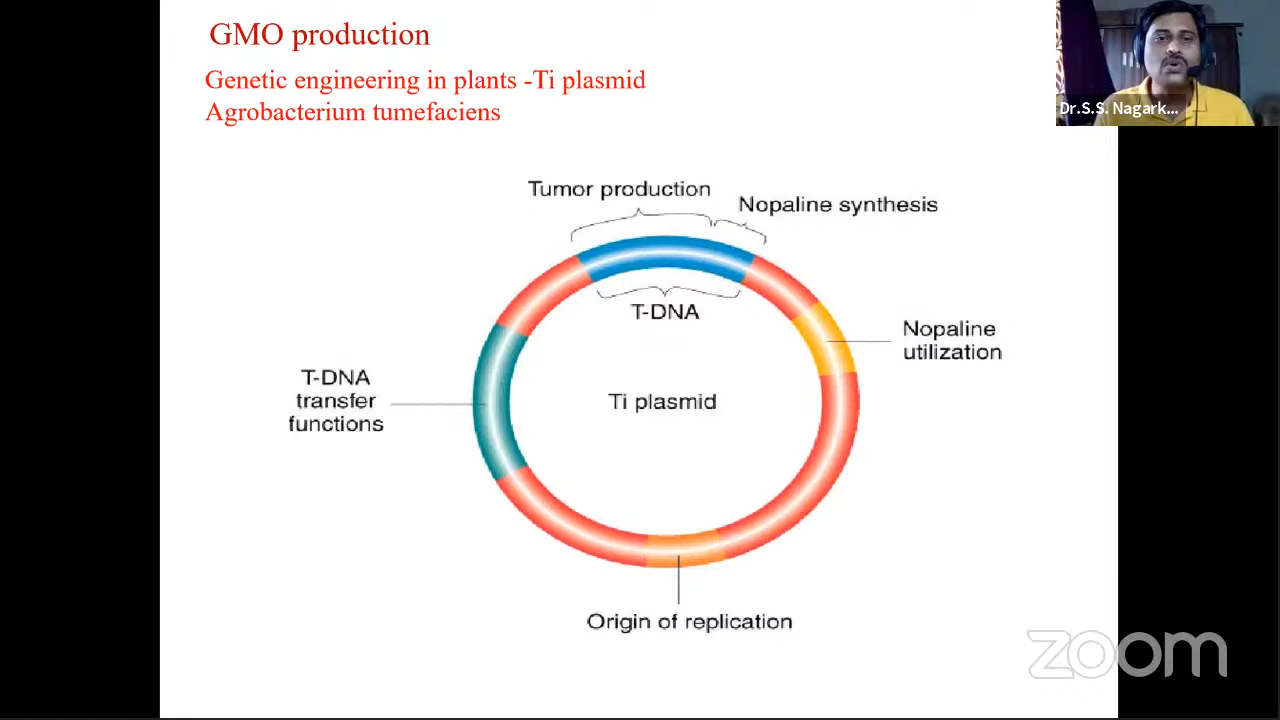 GMO production
Genetic engineering in plants -Ti plasmid
Agrobacterium tumefaciens
Dr.S.S. Nagark...
Tumor production
Nopaline synthesis
T-DNA
Nopaline
utilization
T-DNA
transfer
functions
Ti plasmid
Origin of replication
zoom